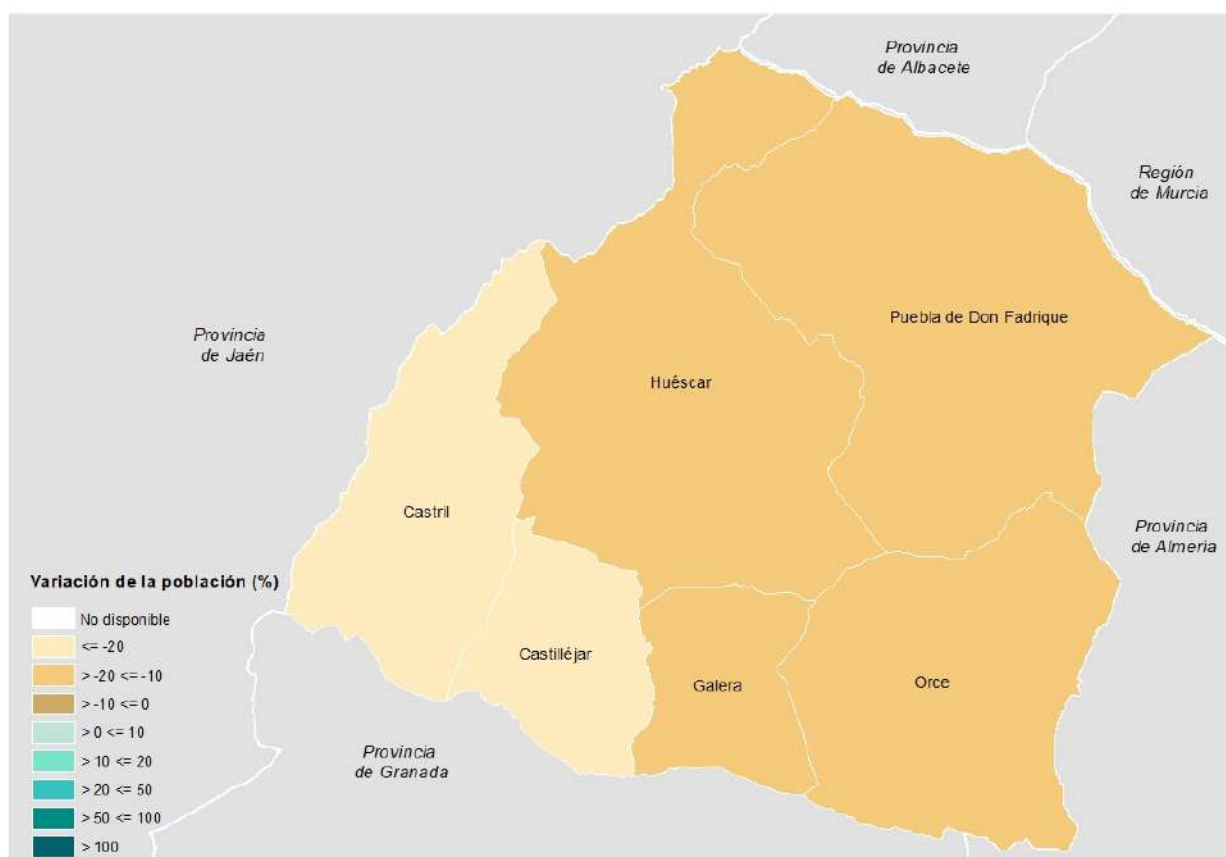 Provincia
de Albacete
Región
de Murcia
Puebla de Don Fadrique
Provincia
de Jaén
Huéscar
Castril
Provincia
de Almeria
Castilléjar
Galera
Orce
Provincia
de Granada
Variación de la población (%)
No disponible
<= -20
> -20 <= -10
> -10 <= 0
> 0 <= 10
> 10 <= 20
> 20 <= 50
> 50 <= 100
> 100